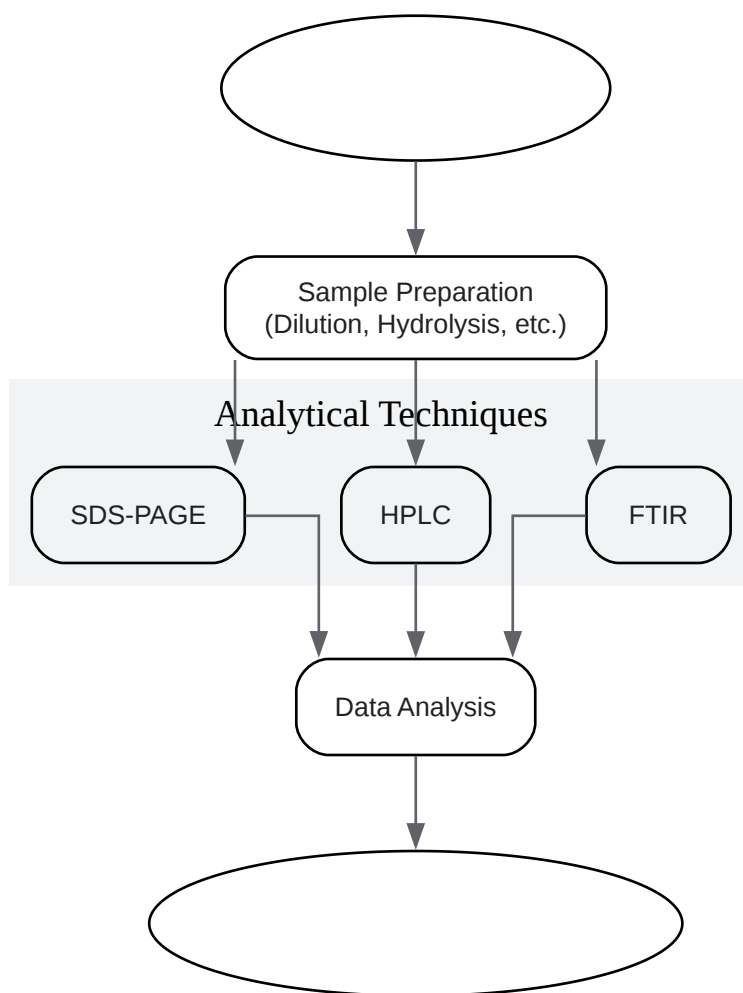 Sample Preparation
(Dilution, Hydrolysis, etc.)
Analytical Techniques
SDS-PAGE
HPLC
FTIR
Data Analysis